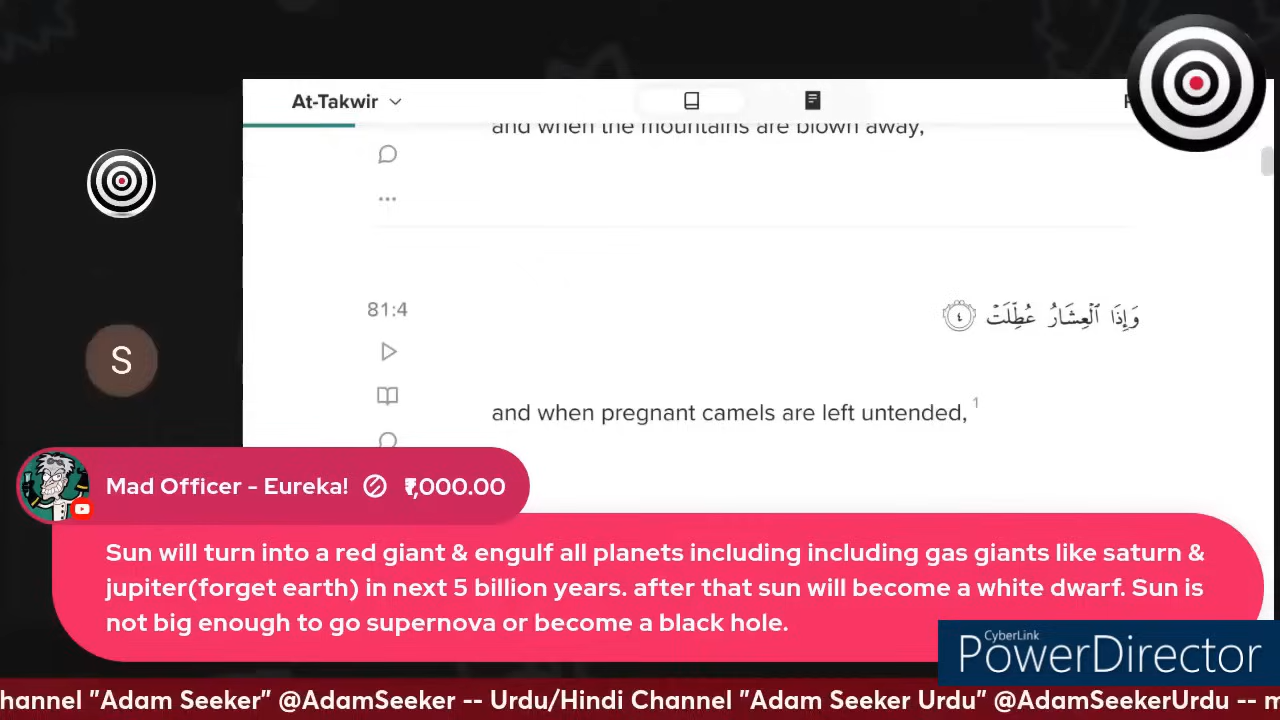 At-Takwir
and when the mountains are blown away,
81:4
وَإِذَا ٱلْعِشَارُ عُطِّلَتْ ٤
and when pregnant camels are left untended, 1
S
Mad Officer - Eureka! ₹1,000.00
Sun will turn into a red giant & engulf all planets including including gas giants like saturn &
jupiter(forget earth) in next 5 billion years. after that sun will become a white dwarf. Sun is
not big enough to go supernova or become a black hole.
CyberLink
PowerDirector
channel "Adam Seeker" @AdamSeeker -- Urdu/Hindi Channel "Adam Seeker Urdu" @AdamSeekerUrdu -- m